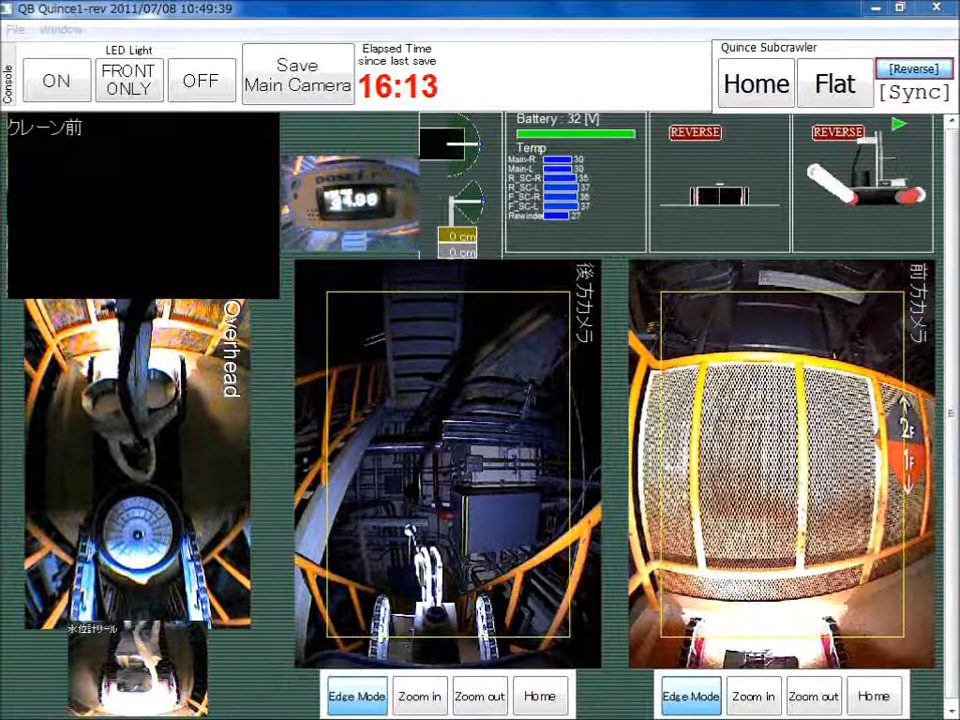 QB Quince1-rev 2011/07/08 10:49:39
File Window
Console
LED Light
ON
FRONT ONLY
OFF
Save
Main Camera
Elapsed Time
since last save
16:13
Quince Subcrawler
Home
Flat
[Reverse]
[Sync]
クレーン前
0 cm
0 cm
Battery : 32 [V]
Temp
Main-R 30
Main-L 30
R_SC-R 35
R_SC-L 37
F_SC-R 36
F_SC-L 37
Rewinder 27
REVERSE
REVERSE
Overhead
後方カメラ
前方カメラ
2F
1F
水位計リール
Edge Mode
Zoom in
Zoom out
Home
Edge Mode
Zoom in
Zoom out
Home